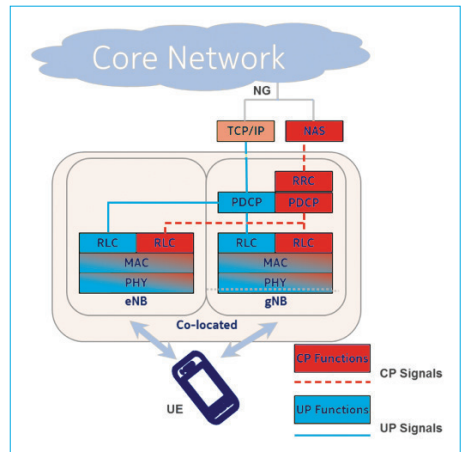 Core Network
NG
TCP/IP NAS
RRC
PDCP PDCP
RLC RLC RLC RLC
MAC MAC
PHY PHY
eNB gNB
Co-located
UE
CP Functions
CP Signals
UP Functions
UP Signals